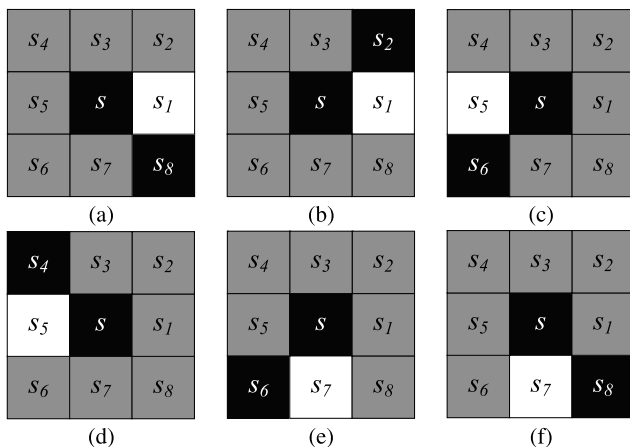 s4 s3 s2 s4 s3 s2 s4 s3 s2
s5 s s1 s5 s s1 s5 s s1
s6 s7 s8 s6 s7 s8 s6 s7 s8
(a) (b) (c)
s4 s3 s2 s4 s3 s2 s4 s3 s2
s5 s s1 s5 s s1 s5 s s1
s6 s7 s8 s6 s7 s8 s6 s7 s8
(d) (e) (f)